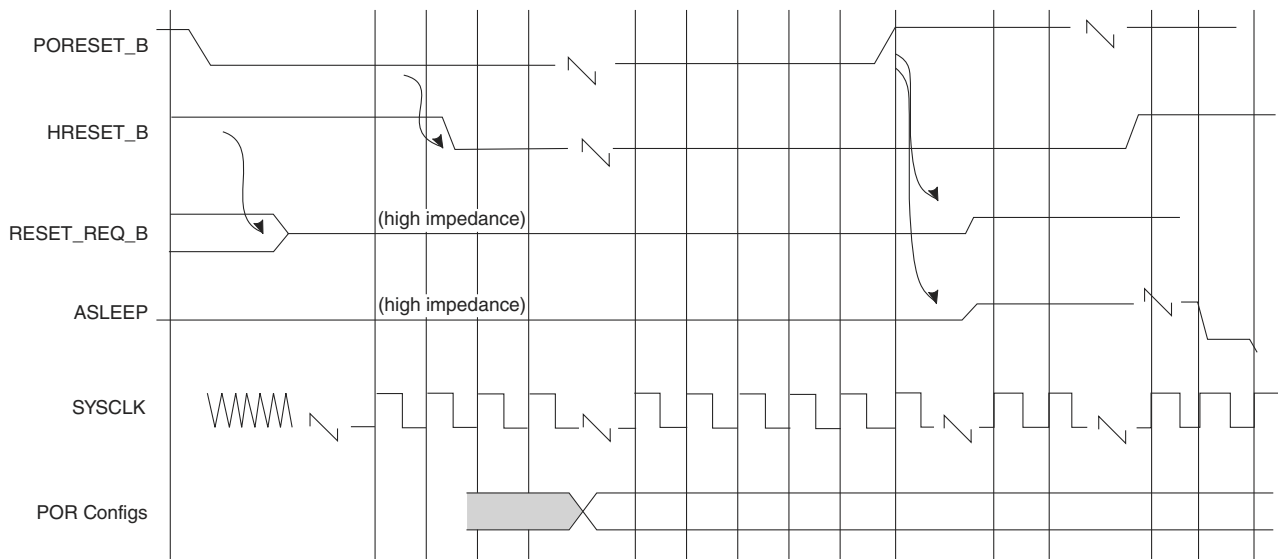 PORESET_B
HRESET_B
(high impedance)
RESET_REQ_B
(high impedance)
ASLEEP
SYSCLK
POR Configs